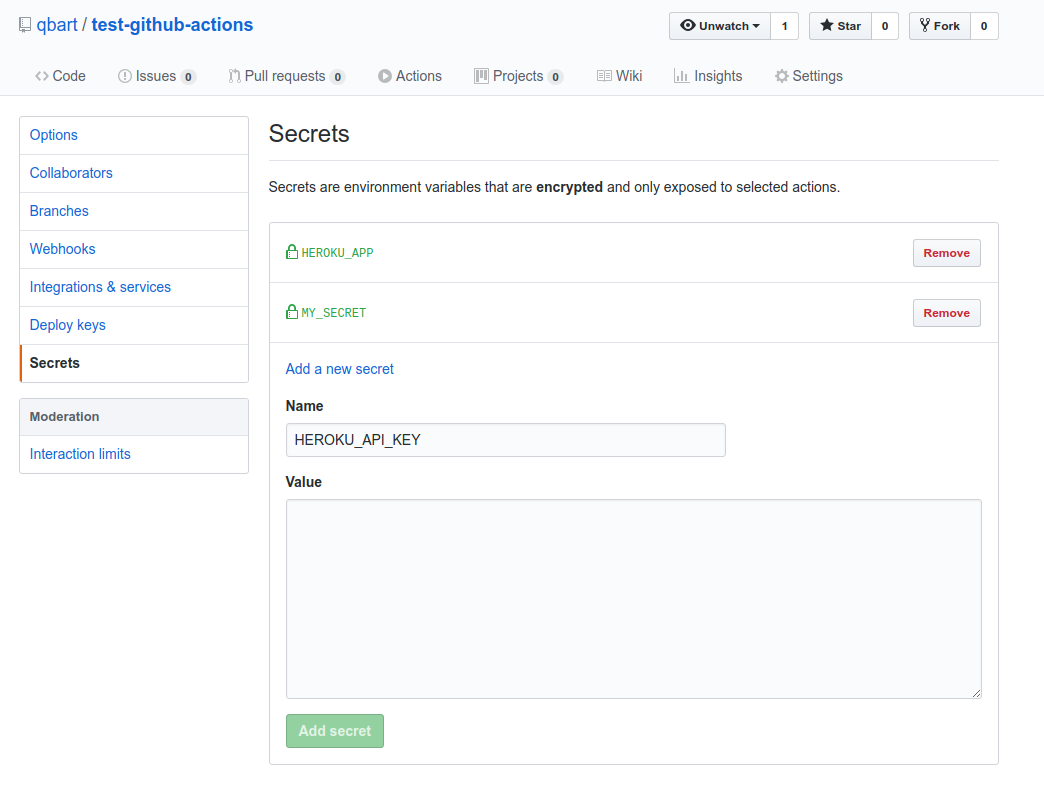 qbart / test-github-actions
Unwatch 1 Star 0 Fork 0
Code Issues 0 Pull requests 0 Actions Projects 0 Wiki Insights Settings
Options
Collaborators
Branches
Webhooks
Integrations & services
Deploy keys
Secrets
Moderation
Interaction limits
Secrets
Secrets are environment variables that are encrypted and only exposed to selected actions.
HEROKU_APP Remove
MY_SECRET Remove
Add a new secret
Name
HEROKU_API_KEY
Value
Add secret